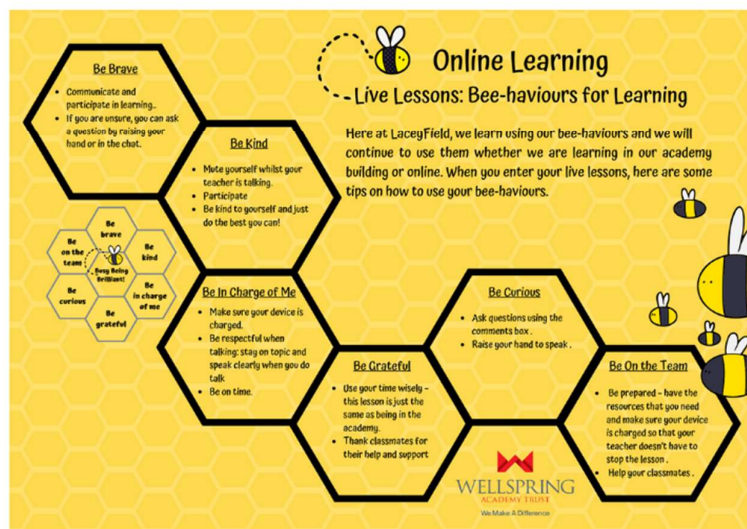 Online Learning
Live Lessons: Bee-haviours for Learning
Here at LaceyField, we learn using our bee-haviours and we will
continue to use them whether we are learning in our academy
building or online. When you enter your live lessons, here are some
tips on how to use your bee-haviours.
Be Brave
• Communicate and
participate in learning..
• If you are unsure, you can ask
a question by raising your
hand or in the chat.
Be Kind
• Mute yourself whilst your
teacher is talking.
• Participate
• Be kind to yourself and just
do the best you can!
Be
brave
Be
kind
Be
in charge
of me
Be
grateful
Be
curious
Be
on the
team
Busy Being
Brilliant!
Be In Charge of Me
• Make sure your device is
charged.
• Be respectful when
talking: stay on topic and
speak clearly when you do
talk
• Be on time.
Be Grateful
• Use your time wisely -
this lesson is just the
same as being in the
academy.
• Thank classmates for
their help and support
Be Curious
• Ask questions using the
comments box .
• Raise your hand to speak .
Be On the Team
• Be prepared - have the
resources that you need
and make sure your device
is charged so that your
teacher doesn't have to
stop the lesson .
• Help your classmates .
WELLSPRING
ACADEMY TRUST
We Make A Difference